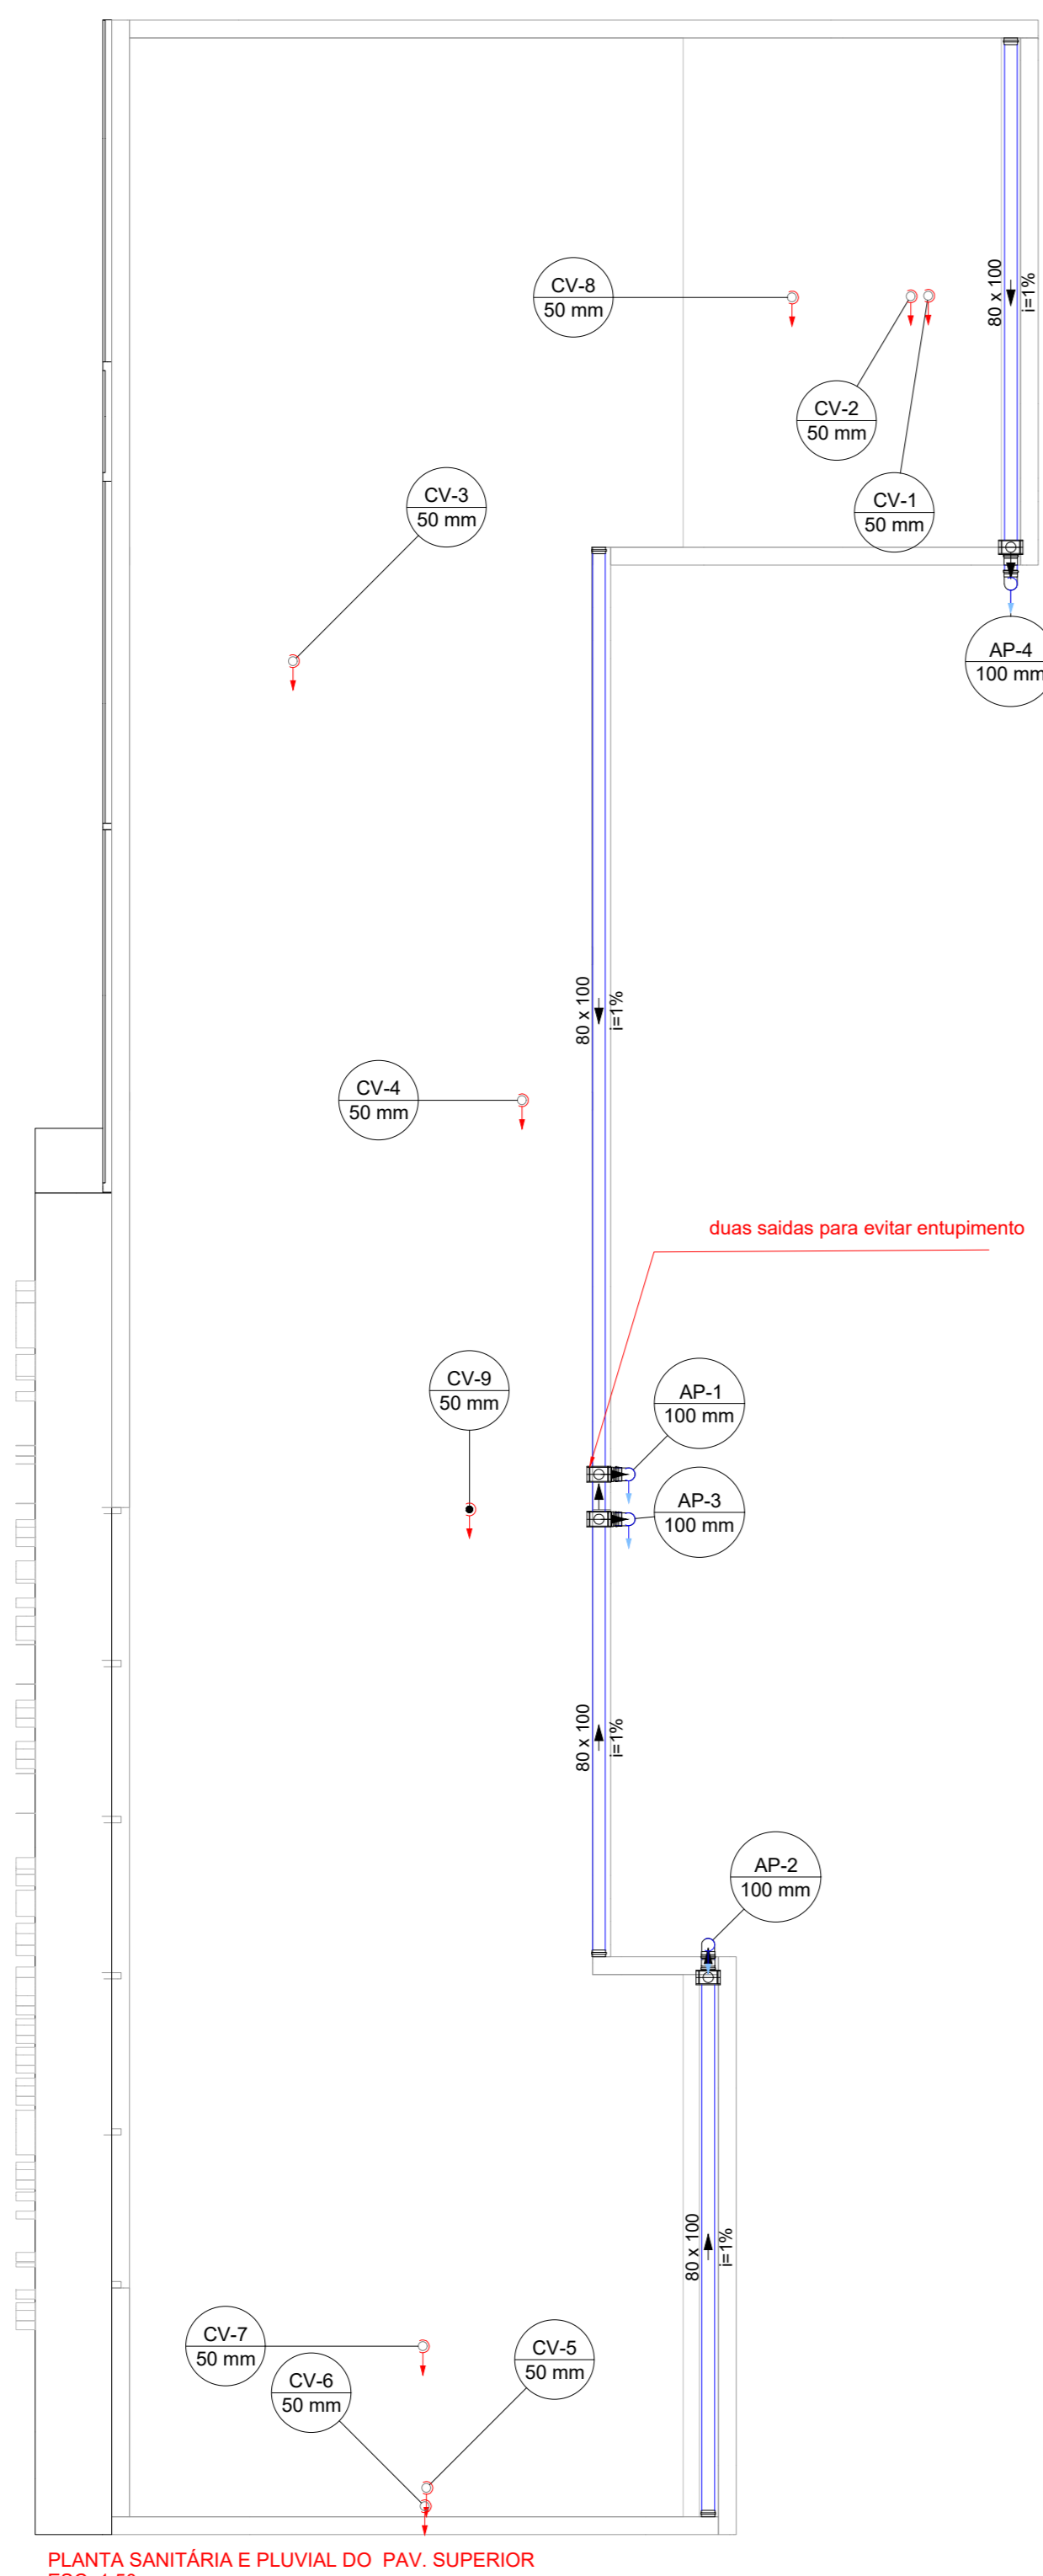 80 x 100
i=1%
CV-8
50 mm
CV-2
50 mm
CV-1
50 mm
CV-3
50 mm
AP-4
100 mm
80 x 100
i=1%
CV-4
50 mm
duas saidas para evitar entupimento
CV-9
50 mm
AP-1
100 mm
AP-3
100 mm
80 x 100
i=1%
AP-2
100 mm
80 x 100
i=1%
CV-7
50 mm
CV-5
50 mm
CV-6
50 mm
PLANTA SANITÁRIA E PLUVIAL DO PAV. SUPERIOR